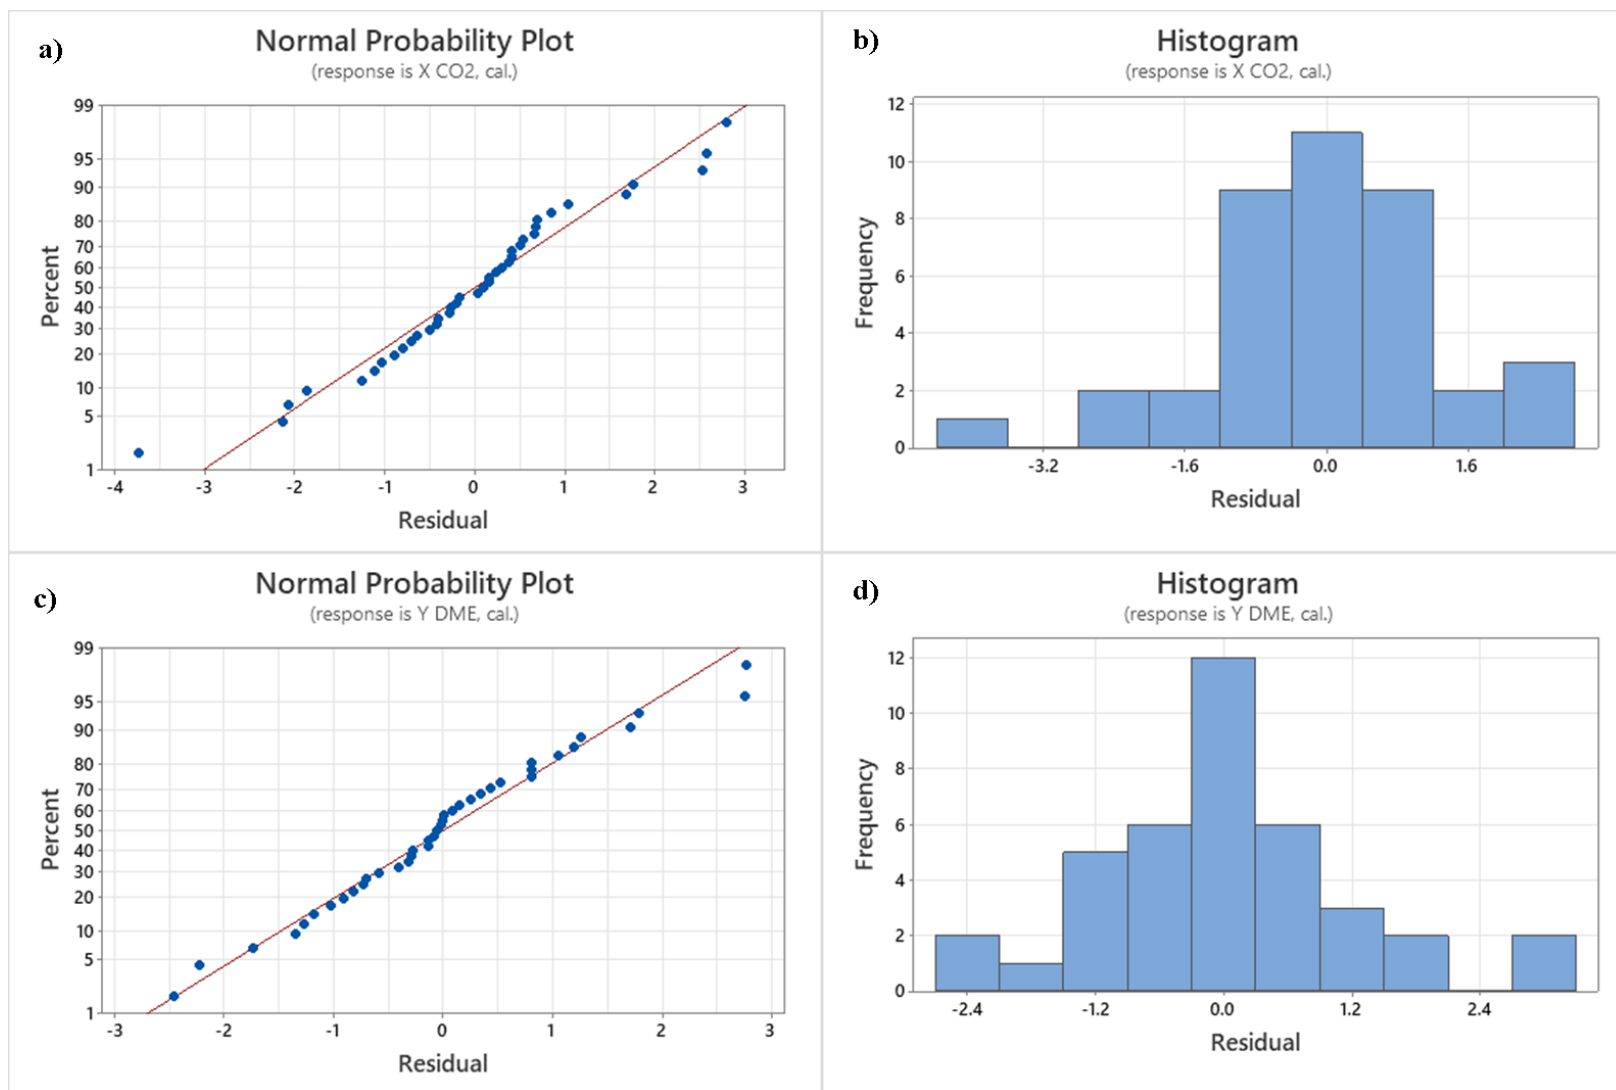 a)
Normal Probability Plot
(response is X CO2, cal.)
99
95
90
80
70
60
50
40
30
20
10
5
1
Percent
-4 -3 -2 -1 0 1 2 3
Residual
b)
Histogram
(response is X CO2, cal.)
12
10
8
6
4
2
0
Frequency
-3.2 -1.6 0.0 1.6
Residual
c)
Normal Probability Plot
(response is Y DME, cal.)
99
95
90
80
70
60
50
40
30
20
10
5
1
Percent
-3 -2 -1 0 1 2 3
Residual
d)
Histogram
(response is Y DME, cal.)
12
10
8
6
4
2
0
Frequency
-2.4 -1.2 0.0 1.2 2.4
Residual